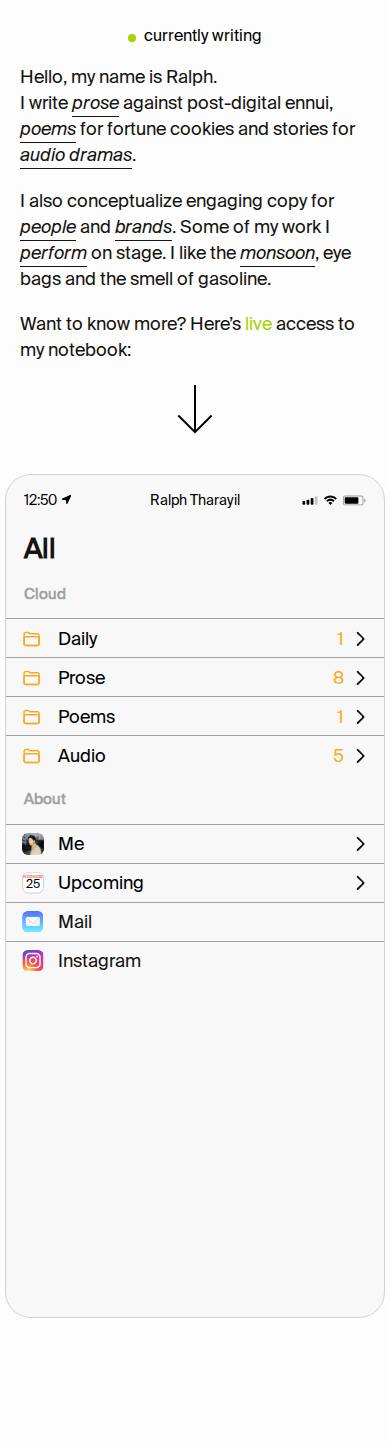 currently writing
Hello, my name is Ralph.
I write prose against post-digital ennui,
poems for fortune cookies and stories for
audio dramas.
I also conceptualize engaging copy for
people and brands. Some of my work I
perform on stage. I like the monsoon, eye
bags and the smell of gasoline.
Want to know more? Here's live access to
my notebook:
12:50 Ralph Tharayil
All
Cloud
Daily 1
Prose 8
Poems 1
Audio 5
About
Me
25 Upcoming
Mail
Instagram